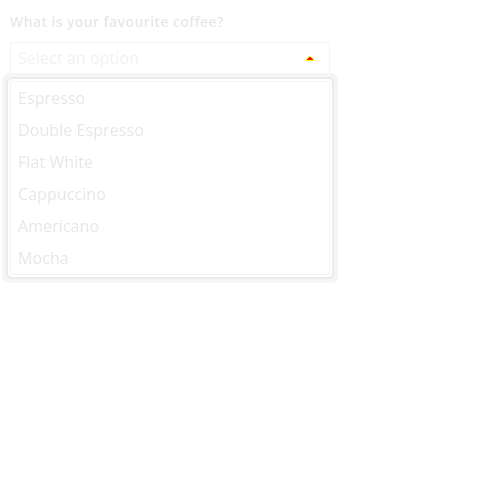 What is your favourite coffee?
Select an option
Espresso
Double Espresso
Flat White
Cappuccino
Americano
Mocha